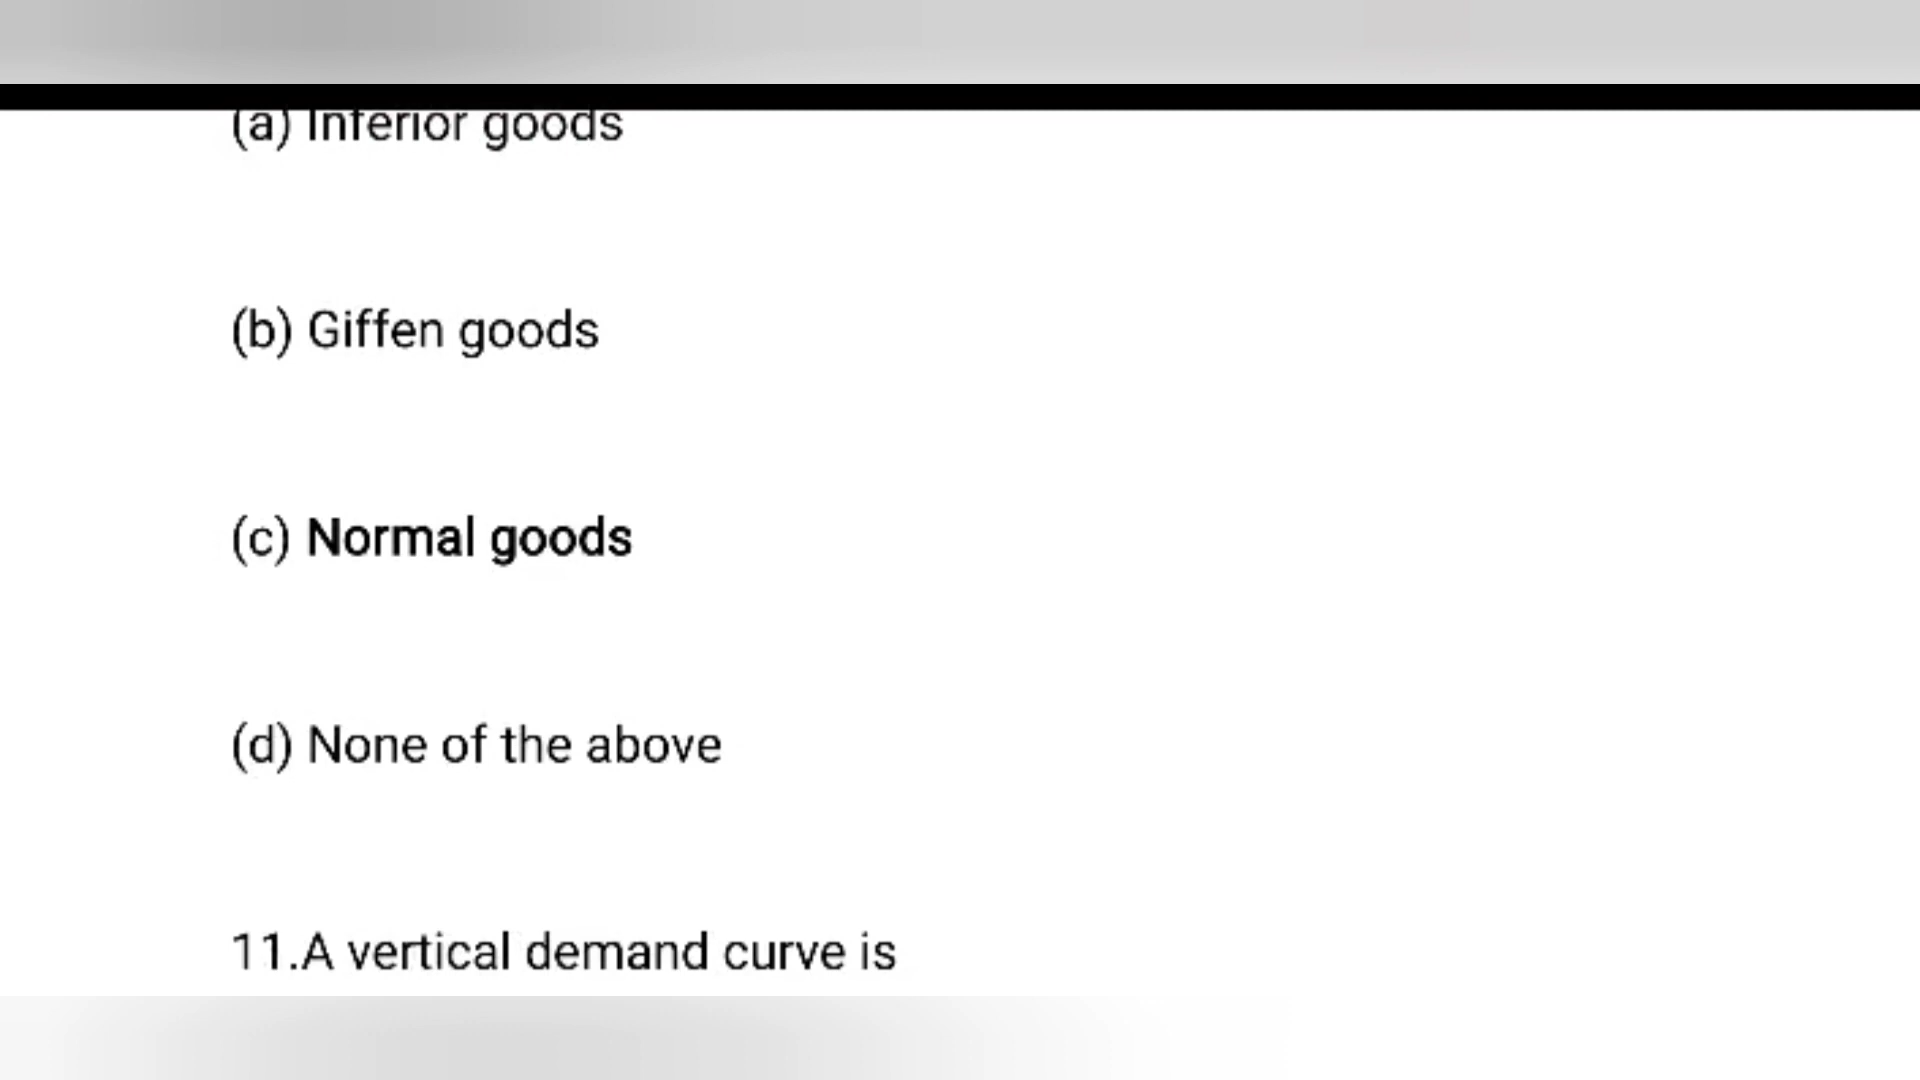 (a) Inferior goods
(b) Giffen goods
(c) Normal goods
(d) None of the above
11.A vertical demand curve is